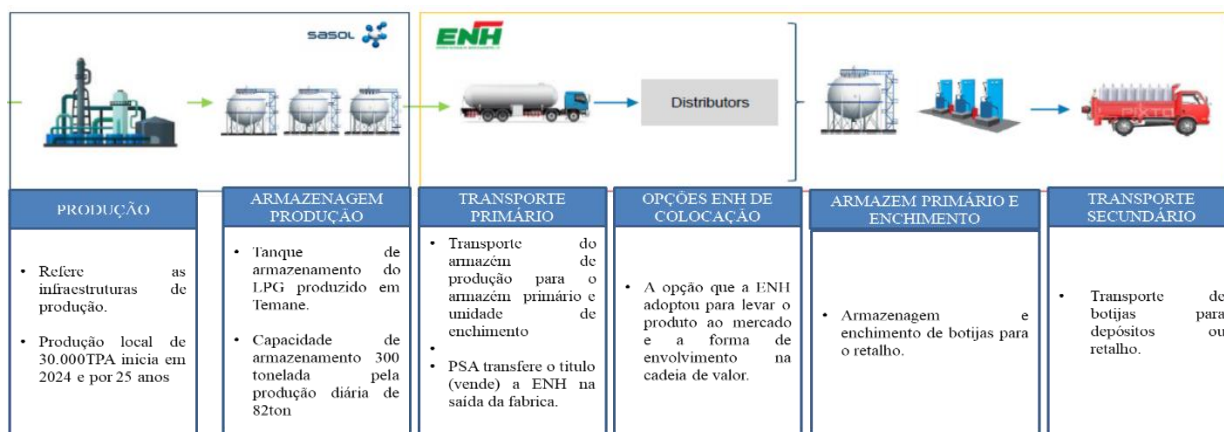 sasol
ENH
Distributors
PIXTO
PRODUÇÃO
• Refere as
infraestruturas de
produção.
• Produção local de
30.000TPA inicia em
2024 e por 25 anos
ARMAZENAGEM
PRODUÇÃO
• Tanque de
armazenamento do
LPG produzido em
Temane.
• Capacidade de
armazenamento 300
tonelada pela
produção diária de
82ton
TRANSPORTE
PRIMÁRIO
• Transporte do
armazém de
produção para o
armazém primário e
unidade de
enchimento
•
• PSA transfere o titulo
(vende) a ENH na
saída da fabrica.
OPÇÕES ENH DE
COLOCAÇÃO
• A opção que a ENH
adoptou para levar o
produto ao mercado
e a forma de
envolvimento na
cadeia de valor.
ARMAZEM PRIMÁRIO E
ENCHIMENTO
• Armazenagem e
enchimento de botijas para
o retalho.
TRANSPORTE
SECUNDÁRIO
• Transporte de
botijas para
depósitos ou
retalho.